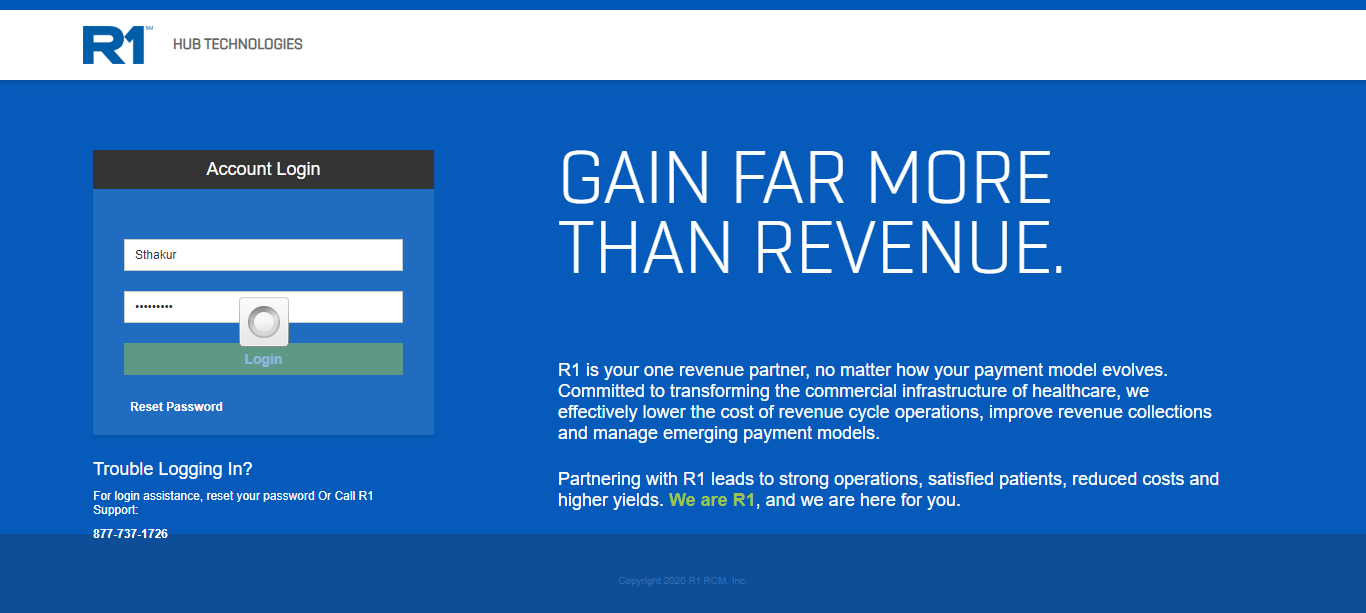 R1 SM
HUB TECHNOLOGIES
Account Login
Sthakur
•••••••••
Login
Reset Password
Trouble Logging In?
For login assistance, reset your password Or Call R1
Support:
877-737-1726
GAIN FAR MORE
THAN REVENUE.
R1 is your one revenue partner, no matter how your payment model evolves.
Committed to transforming the commercial infrastructure of healthcare, we
effectively lower the cost of revenue cycle operations, improve revenue collections
and manage emerging payment models.
Partnering with R1 leads to strong operations, satisfied patients, reduced costs and
higher yields. We are R1, and we are here for you.
Copyright 2020 R1 RCM, Inc.